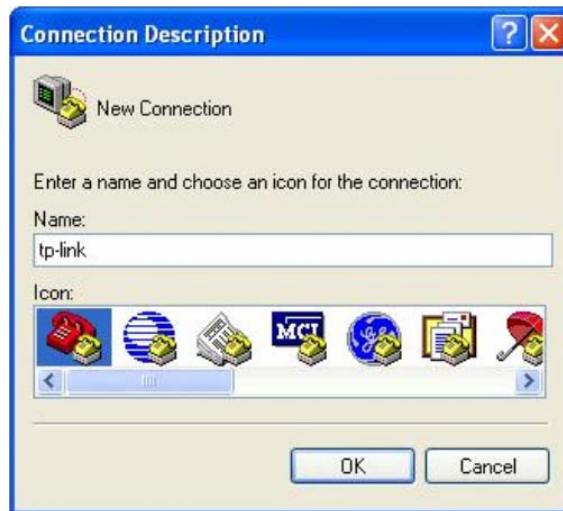 Connection Description
New Connection
Enter a name and choose an icon for the connection:
Name:
tp-link
Icon:
MCI
OK
Cancel